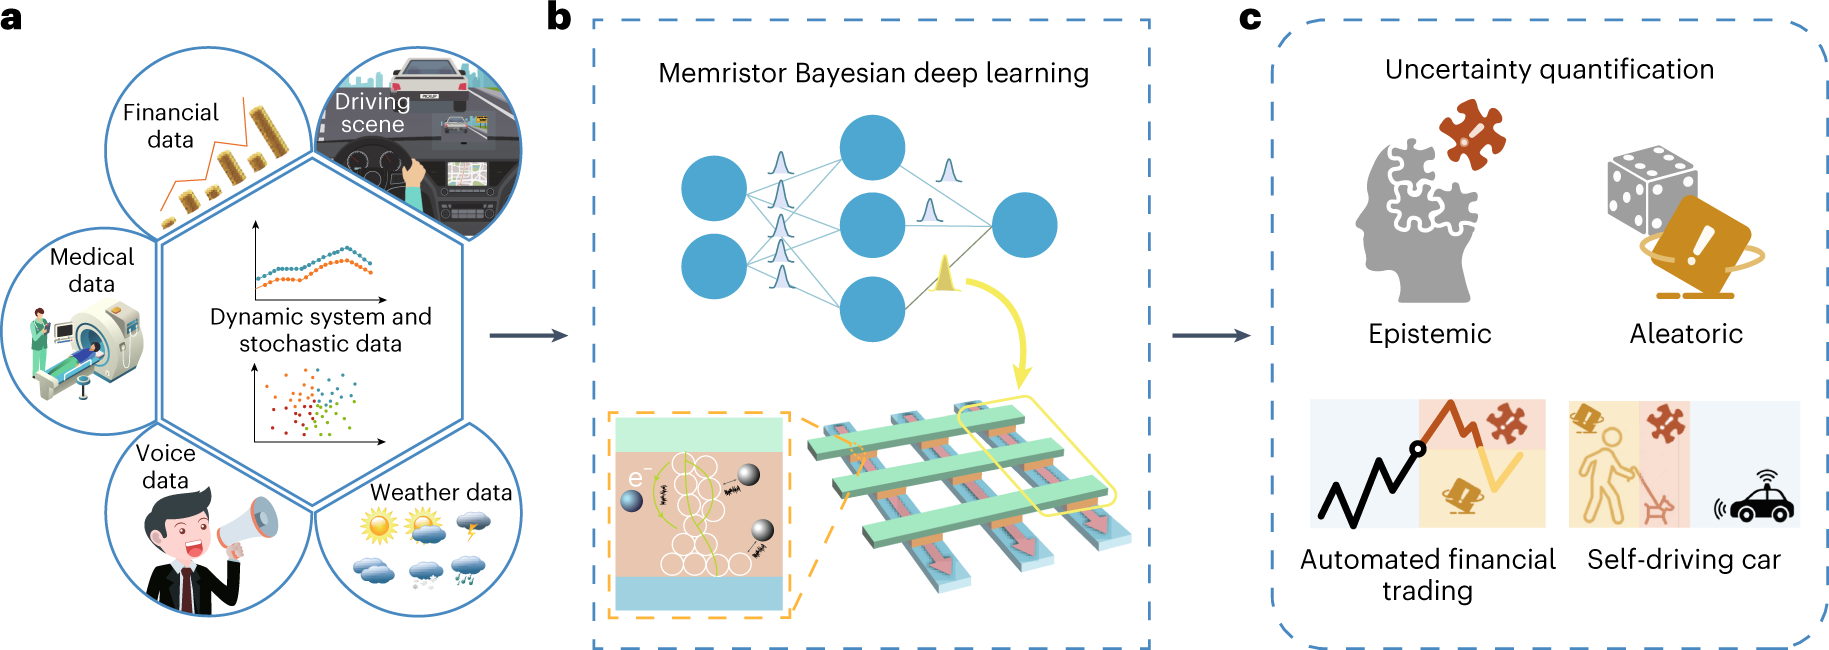 a
Financial
data
Driving
scene
PICKUP
Medical
data
Dynamic system and
stochastic data
Voice
data
Weather data
b
Memristor Bayesian deep learning
e−
c
Uncertainty quantification
Epistemic
Aleatoric
Automated financial
trading
Self-driving car